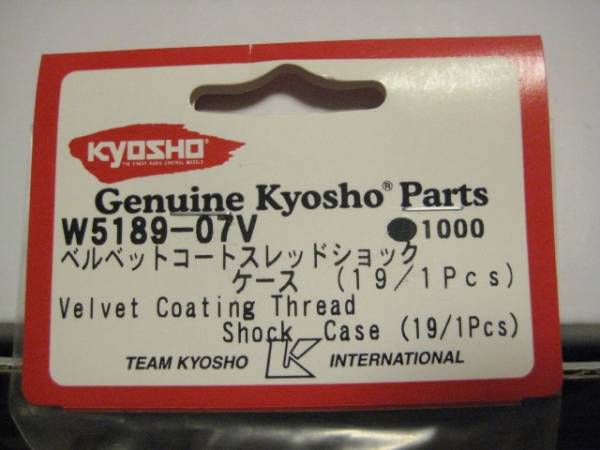 KYOSHO
THE FINEST RADIO CONTROL MODELS
Genuine Kyosho® Parts
W5189-07V ●1000
ベルベットコートスレッドショック
ケース (19/1Pcs)
Velvet Coating Thread
Shock Case (19/1Pcs)
TEAM KYOSHO K INTERNATIONAL